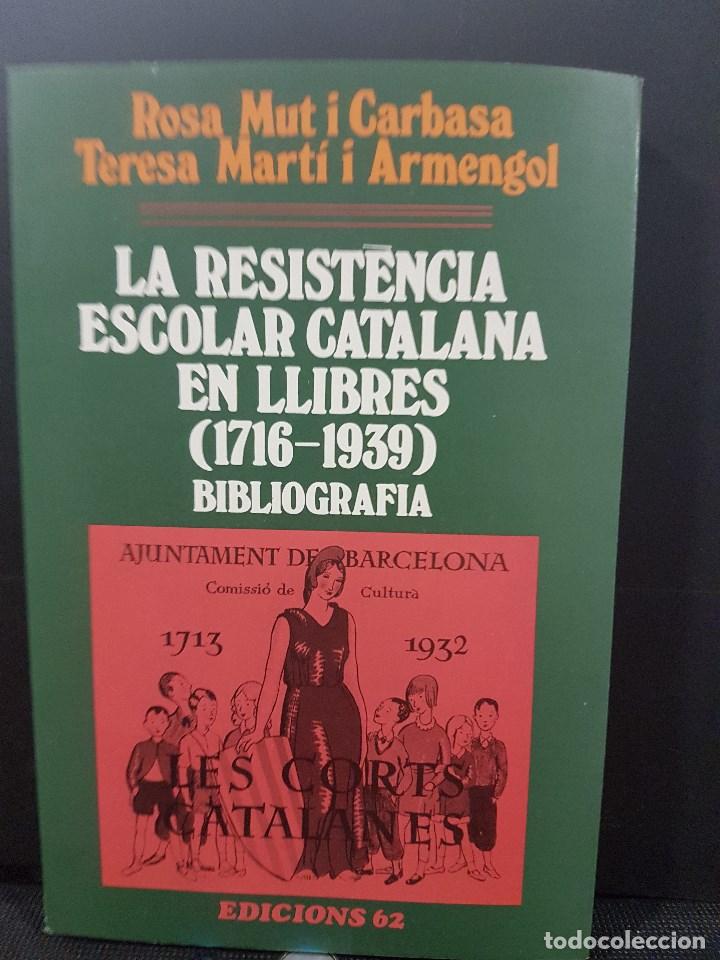 Rosa Mut i Carbasa
Teresa Martí i Armengol
LA RESISTÈNCIA
ESCOLAR CATALANA
EN LLIBRES
(1716-1939)
BIBLIOGRAFIA
AJUNTAMENT DE BARCELONA
Comissió de Cultura
1713 1932
LES CORTS
CATALANES
EDICIONS 62
todocoleccion